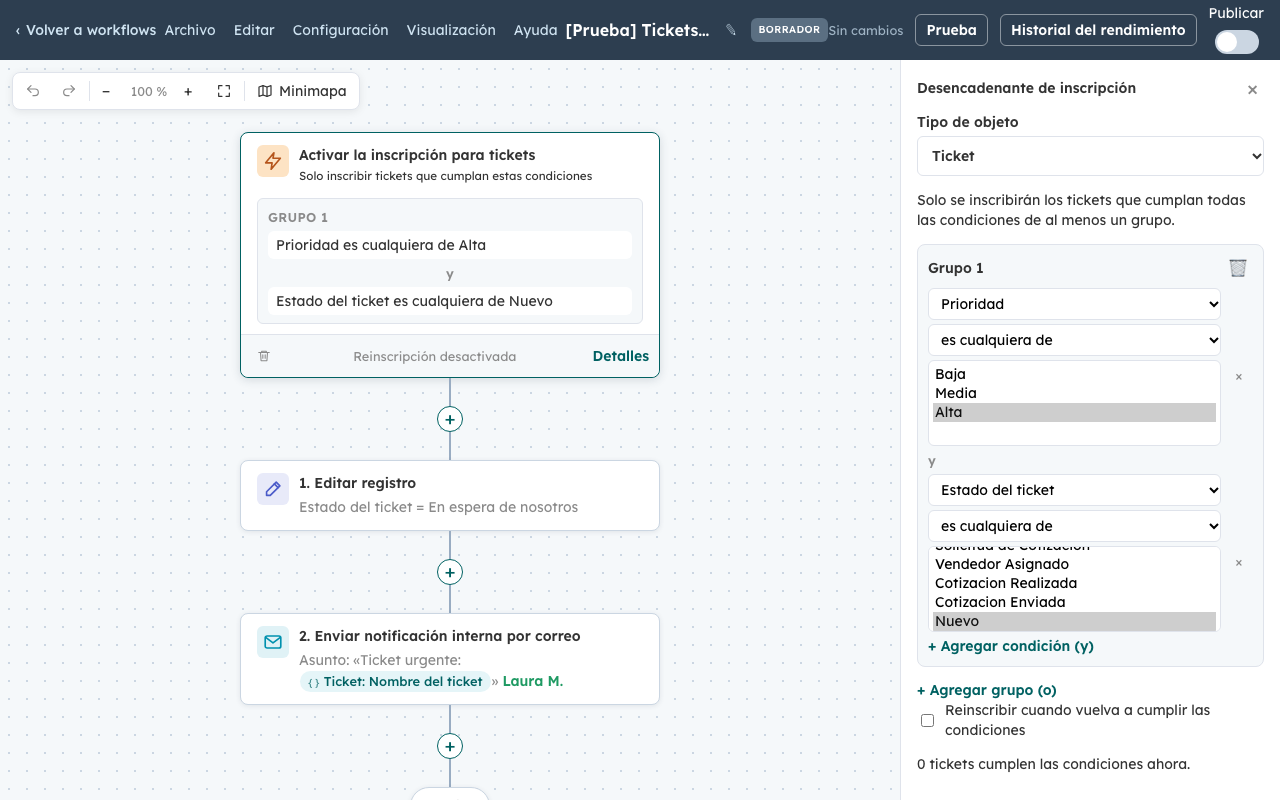 ‹ Volver a workflows Archivo Editar Configuración Visualización Ayuda [Prueba] Tickets... BORRADOR Sin cambios Prueba Historial del rendimiento Publicar
− 100 % + Minimapa
Activar la inscripción para tickets
Solo inscribir tickets que cumplan estas condiciones
GRUPO 1
Prioridad es cualquiera de Alta
y
Estado del ticket es cualquiera de Nuevo
Reinscripción desactivada Detalles
+
1. Editar registro
Estado del ticket = En espera de nosotros
+
2. Enviar notificación interna por correo
Asunto: «Ticket urgente:
{ } Ticket: Nombre del ticket » Laura M.
+
Desencadenante de inscripción ×
Tipo de objeto
Ticket
Solo se inscribirán los tickets que cumplan todas
las condiciones de al menos un grupo.
Grupo 1
Prioridad
es cualquiera de
Baja ×
Media
Alta
y
Estado del ticket
es cualquiera de
Solicitud de Cotizacion
Vendedor Asignado ×
Cotizacion Realizada
Cotizacion Enviada
Nuevo
+ Agregar condición (y)
+ Agregar grupo (o)
Reinscribir cuando vuelva a cumplir las
condiciones
0 tickets cumplen las condiciones ahora.